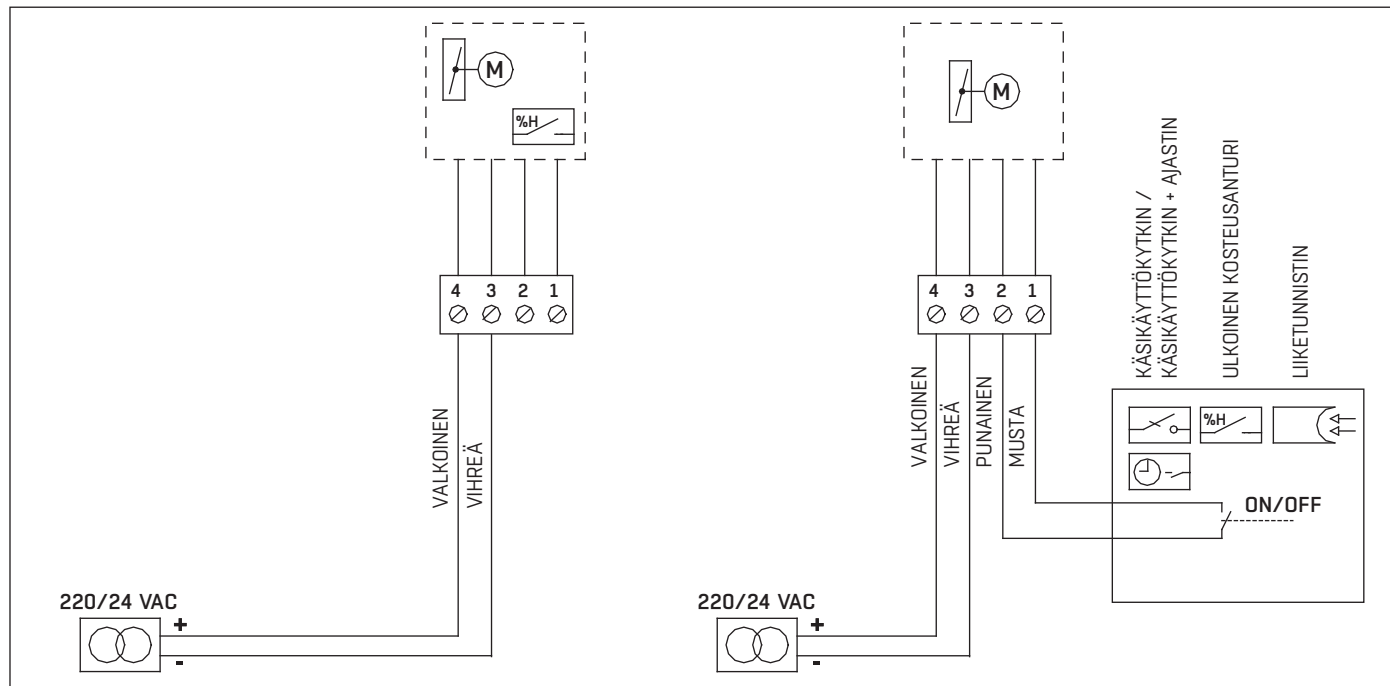 M
%H
4 3 2 1
VALKOINEN
VIHREÄ
220/24 VAC
+
-
M
4 3 2 1
VALKOINEN
VIHREÄ
PUNAINEN
MUSTA
220/24 VAC
+
-
KÄSIKÄYTTÖKYTKIN /
KÄSIKÄYTTÖKYTKIN + AJASTIN
ULKOINEN KOSTEUSANTURI
LIIKETUNNISTIN
%H
ON/OFF